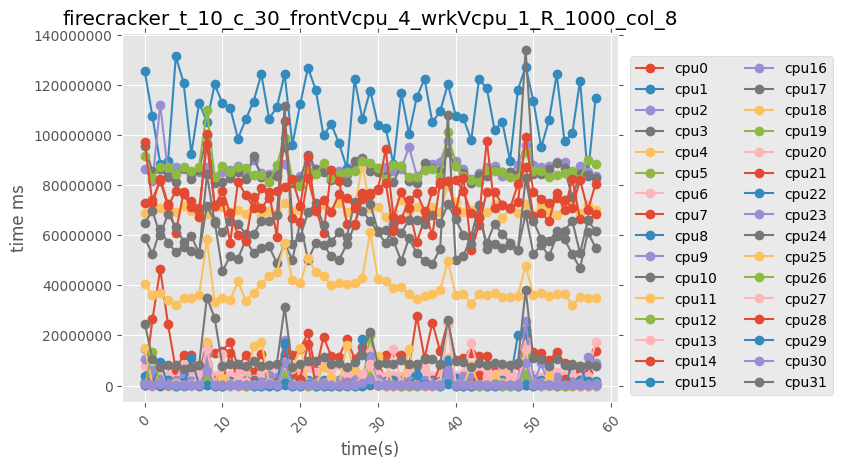 firecracker_t_10_c_30_frontVcpu_4_wrkVcpu_1_R_1000_col_8
140000000
120000000
100000000
80000000
60000000
40000000
20000000
0
time ms
0
10
20
30
40
50
60
time(s)
cpu0
cpu1
cpu2
cpu3
cpu4
cpu5
cpu6
cpu7
cpu8
cpu9
cpu10
cpu11
cpu12
cpu13
cpu14
cpu15
cpu16
cpu17
cpu18
cpu19
cpu20
cpu21
cpu22
cpu23
cpu24
cpu25
cpu26
cpu27
cpu28
cpu29
cpu30
cpu31